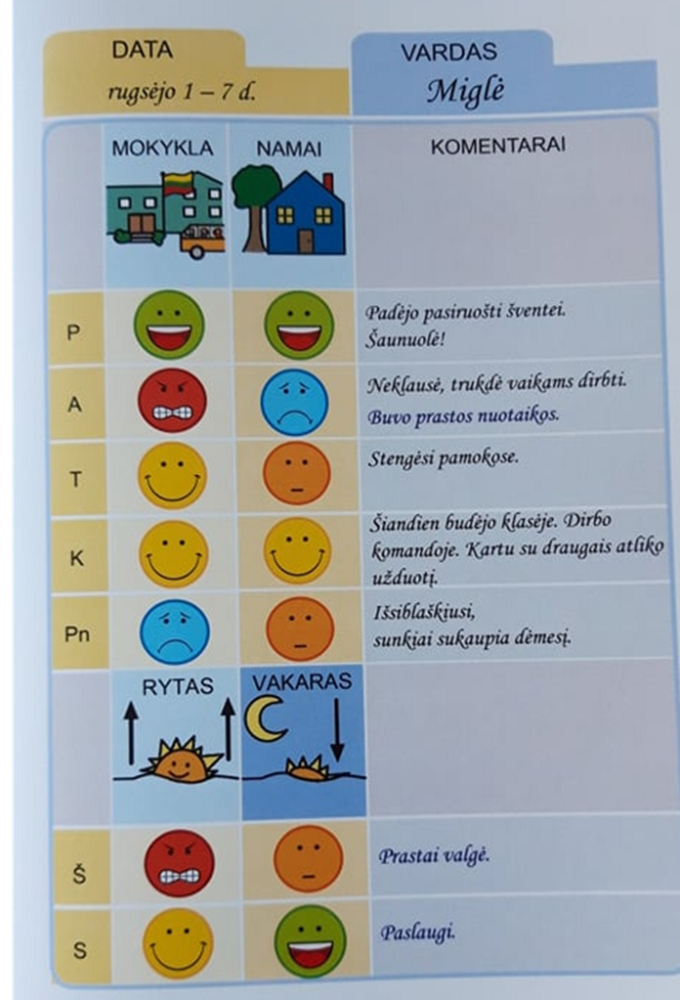 DATA
rugsėjo 1 – 7 d.
VARDAS
Miglė
MOKYKLA
NAMAI
KOMENTARAI
P
Padėjo pasiruošti šventei.
Šaunuolė!
A
Neklausė, trukdė vaikams dirbti.
Buvo prastos nuotaikos.
T
Stengėsi pamokose.
K
Šiandien budėjo klasėje. Dirbo
komandoje. Kartu su draugais atliko
užduotį.
Pn
Išsiblaškiusi,
sunkiai sukaupia dėmesį.
RYTAS
VAKARAS
Š
Prastai valgė.
S
Paslaugi.